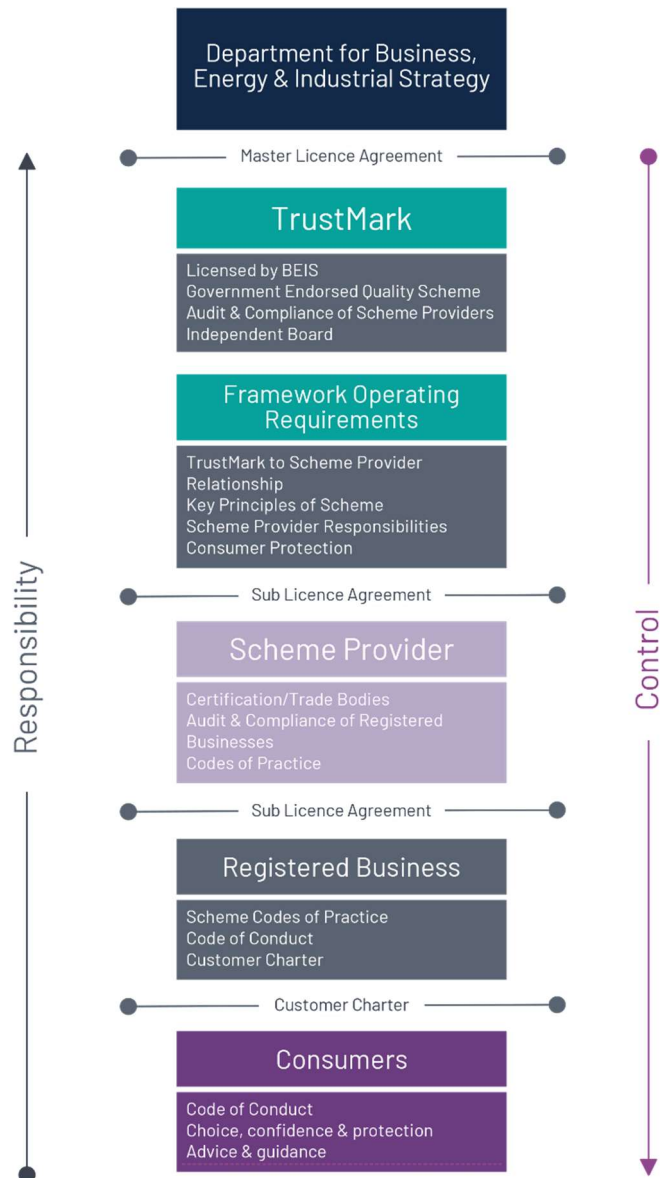 Department for Business,
Energy & Industrial Strategy
Master Licence Agreement
TrustMark
Licensed by BEIS
Government Endorsed Quality Scheme
Audit & Compliance of Scheme Providers
Independent Board
Framework Operating
Requirements
TrustMark to Scheme Provider
Relationship
Key Principles of Scheme
Scheme Provider Responsibilities
Consumer Protection
Sub Licence Agreement
Scheme Provider
Certification/Trade Bodies
Audit & Compliance of Registered
Businesses
Codes of Practice
Sub Licence Agreement
Registered Business
Scheme Codes of Practice
Code of Conduct
Customer Charter
Customer Charter
Consumers
Code of Conduct
Choice, confidence & protection
Advice & guidance
Responsibility
Control